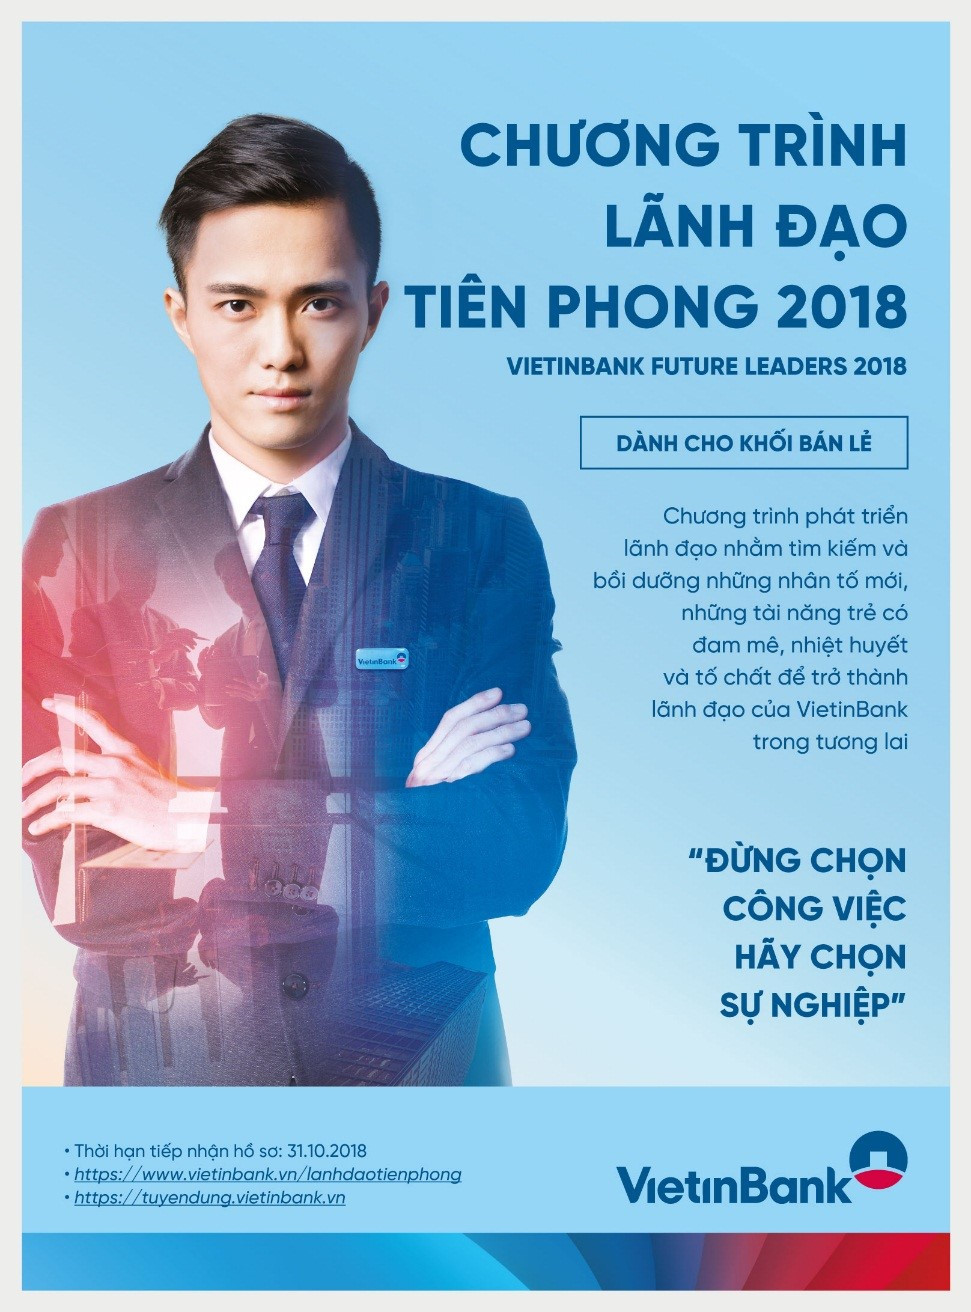 CHƯƠNG TRÌNH
LÃNH ĐẠO
TIÊN PHONG 2018
VIETINBANK FUTURE LEADERS 2018
DÀNH CHO KHỐI BÁN LẺ
Chương trình phát triển
lãnh đạo nhằm tìm kiếm và
bồi dưỡng những nhân tố mới,
những tài năng trẻ có
đam mê, nhiệt huyết
và tố chất để trở thành
lãnh đạo của VietinBank
trong tương lai
VietinBank
“ĐỪNG CHỌN
CÔNG VIỆC
HÃY CHỌN
SỰ NGHIỆP”
• Thời hạn tiếp nhận hồ sơ: 31.10.2018
• https://www.vietinbank.vn/lanhdaotienphong
• https://tuyendung.vietinbank.vn
VietinBank